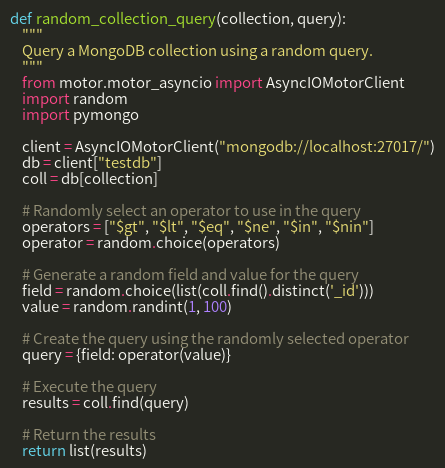 def random_collection_query(collection, query):
"""
Query a MongoDB collection using a random query.
"""
from motor.motor_asyncio import AsyncIOMotorClient
import random
import pymongo
client = AsyncIOMotorClient("mongodb://localhost:27017/")
db = client["testdb"]
coll = db[collection]
# Randomly select an operator to use in the query
operators = ["$gt", "$lt", "$eq", "$ne", "$in", "$nin"]
operator = random.choice(operators)
# Generate a random field and value for the query
field = random.choice(list(coll.find().distinct('_id')))
value = random.randint(1, 100)
# Create the query using the randomly selected operator
query = {field: operator(value)}
# Execute the query
results = coll.find(query)
# Return the results
return list(results)